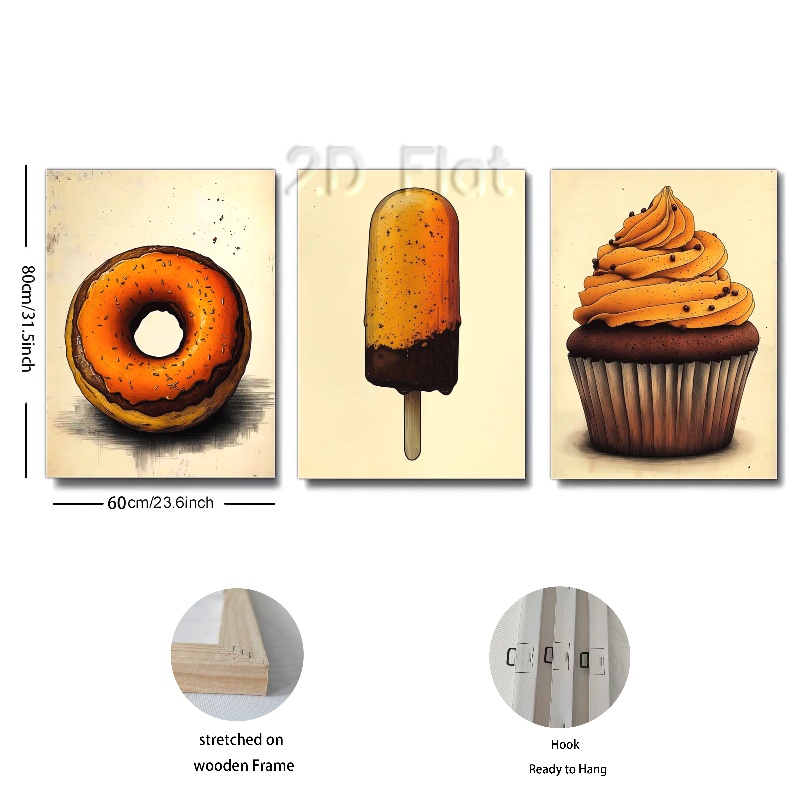 2D Flat
80cm/31.5inch
60cm/23.6inch
stretched on
wooden Frame
Hook
Ready to Hang